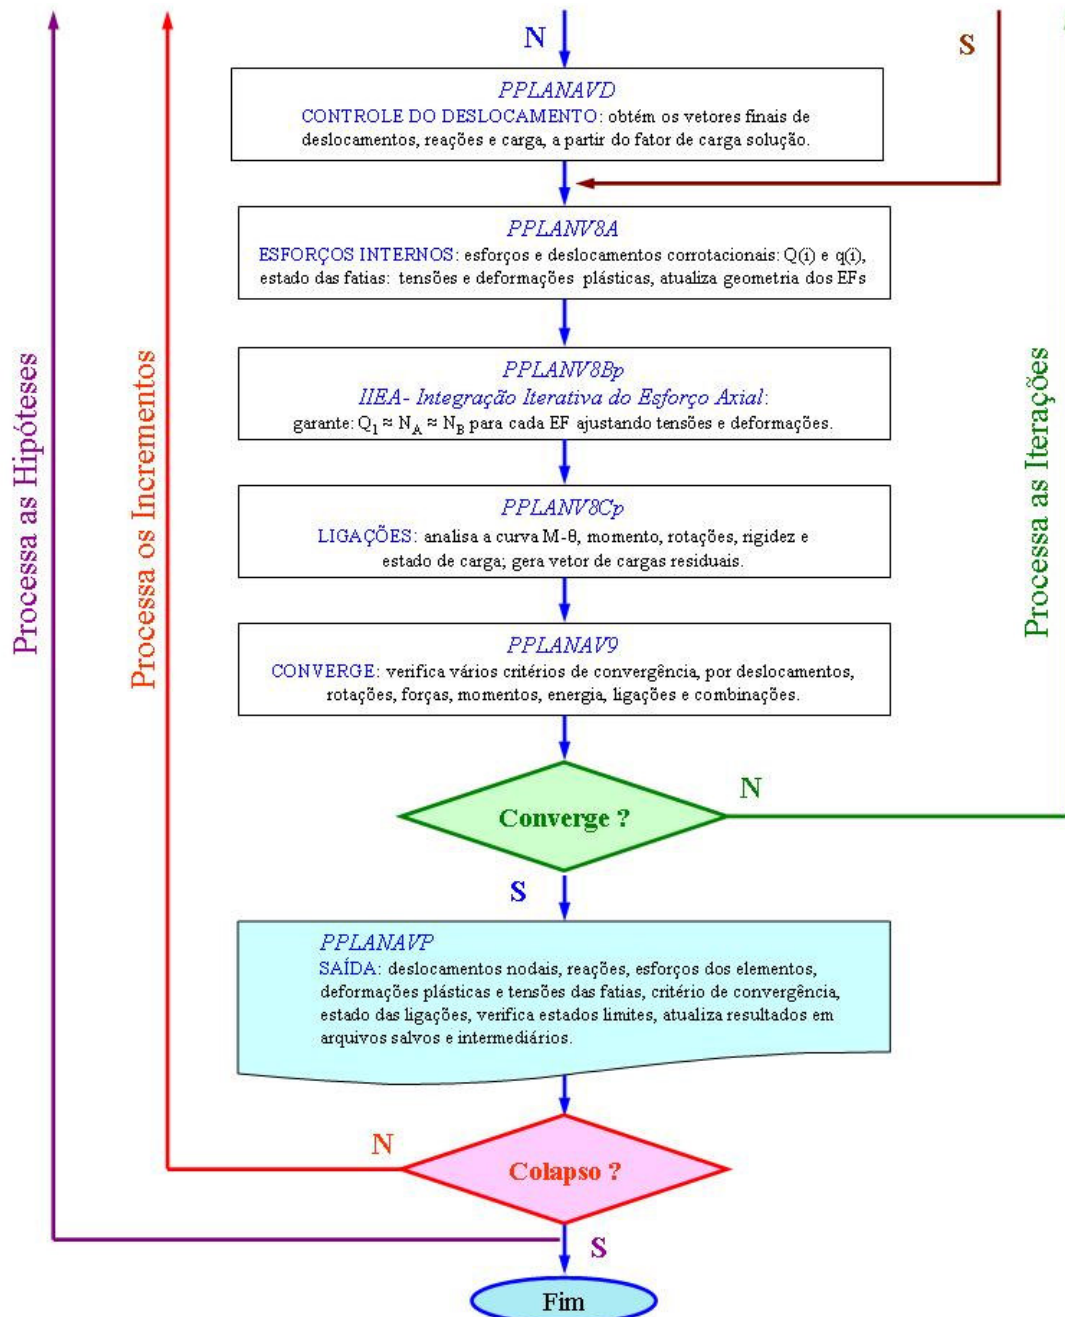 N
S
PPLANAVD
CONTROLE DO DESLOCAMENTO: obtém os vetores finais de
deslocamentos, reações e carga, a partir do fator de carga solução.
PPLANV8A
ESFORÇOS INTERNOS: esforços e deslocamentos corrotacionais: Q(i) e q(i),
estado das fatias: tensões e deformações plásticas, atualiza geometria dos EFs
PPLANV8Bp
IIEA- Integração Iterativa do Esforço Axial:
garante: Q₁ ≈ N_A ≈ N_B para cada EF ajustando tensões e deformações.
PPLANV8Cp
LIGAÇÕES: analisa a curva M-θ, momento, rotações, rigidez e
estado de carga; gera vetor de cargas residuais.
PPLANAV9
CONVERGE: verifica vários critérios de convergência, por deslocamentos,
rotações, forças, momentos, energia, ligações e combinações.
Processa as Hipóteses
Processa os Incrementos
Processa as Iterações
Converge ?
N
S
PPLANAVP
SAÍDA: deslocamentos nodais, reações, esforços dos elementos,
deformações plásticas e tensões das fatias, critério de convergência,
estado das ligações, verifica estados limites, atualiza resultados em
arquivos salvos e intermediários.
N
Colapso ?
S
Fim